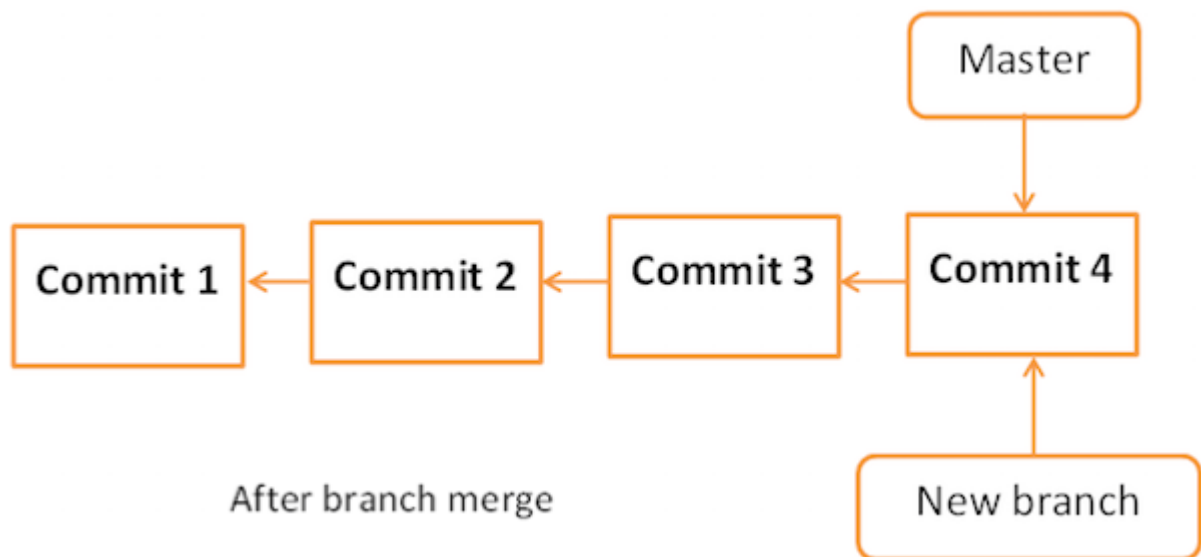 Master
Commit 1
Commit 2
Commit 3
Commit 4
After branch merge
New branch